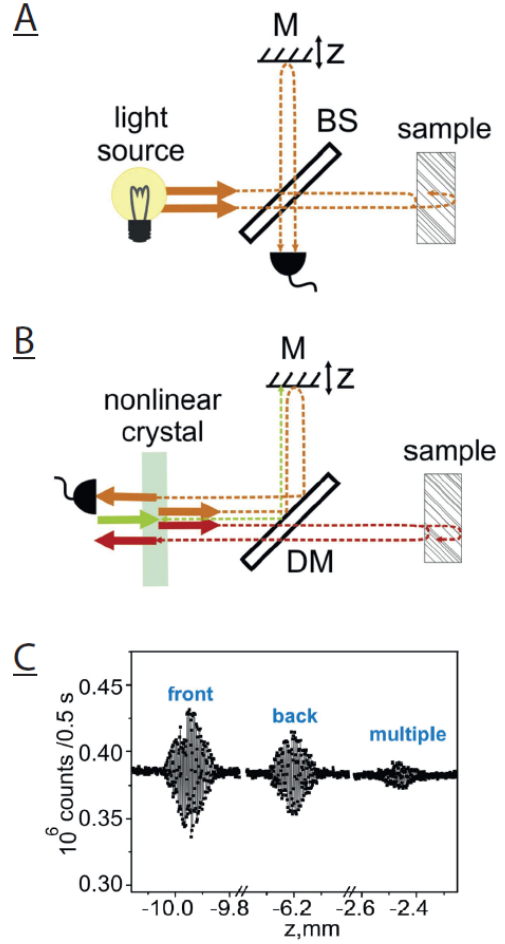 A
M
z
light
source
BS
sample
B
M
z
nonlinear
crystal
sample
DM
C
10⁶ counts /0.5 s
0.45
0.40
0.35
0.30
front
back
multiple
-10.0 -9.8 -6.2 -2.6 -2.4
z,mm